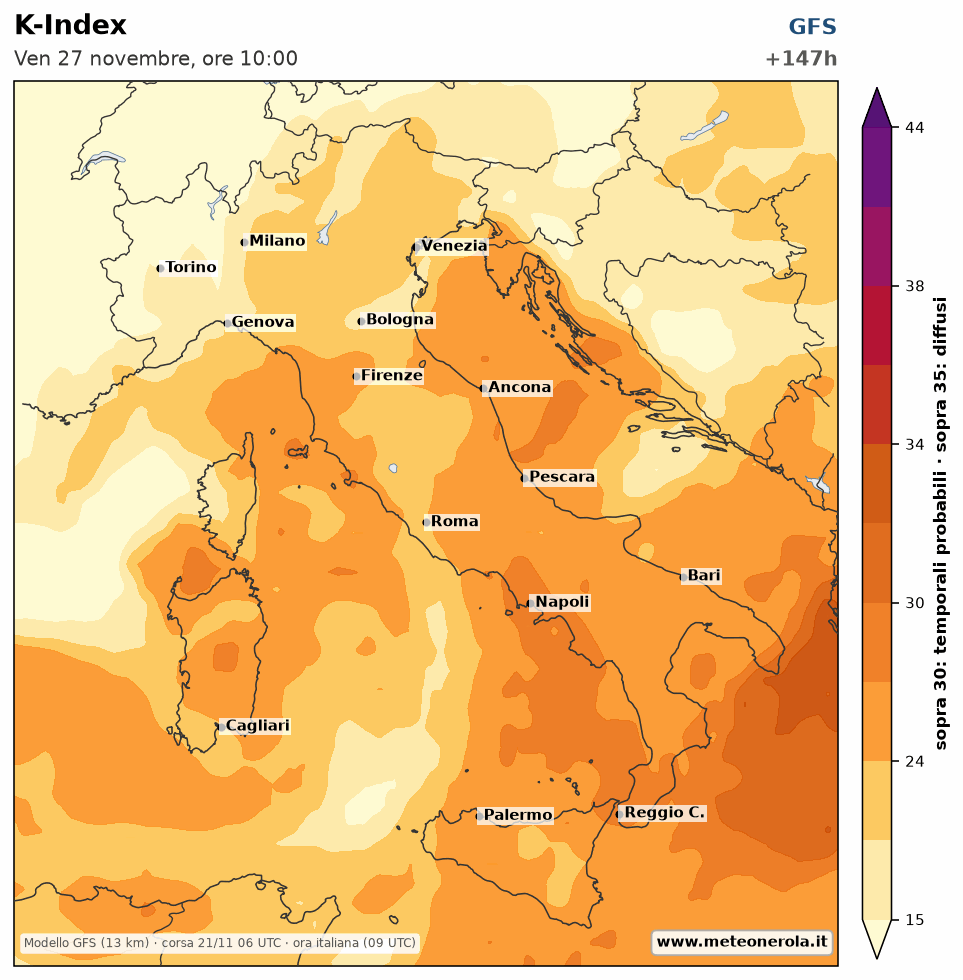 K-Index
GFS
Ven 27 novembre, ore 10:00
+147h
44
38
34
30
24
15
sopra 30: temporali probabili · sopra 35: diffusi
Milano
Venezia
Torino
Genova
Bologna
Firenze
Ancona
Pescara
Roma
Bari
Napoli
Cagliari
Palermo
Reggio C.
Modello GFS (13 km) · corsa 21/11 06 UTC · ora italiana (09 UTC)
www.meteonerola.it